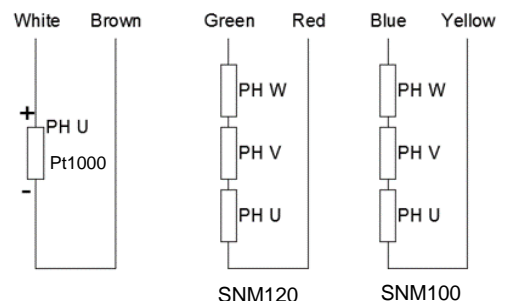 White Brown Green Red Blue Yellow
+
PH U
Pt1000
-
PH W
PH V
PH U
SNM120
PH W
PH V
PH U
SNM100